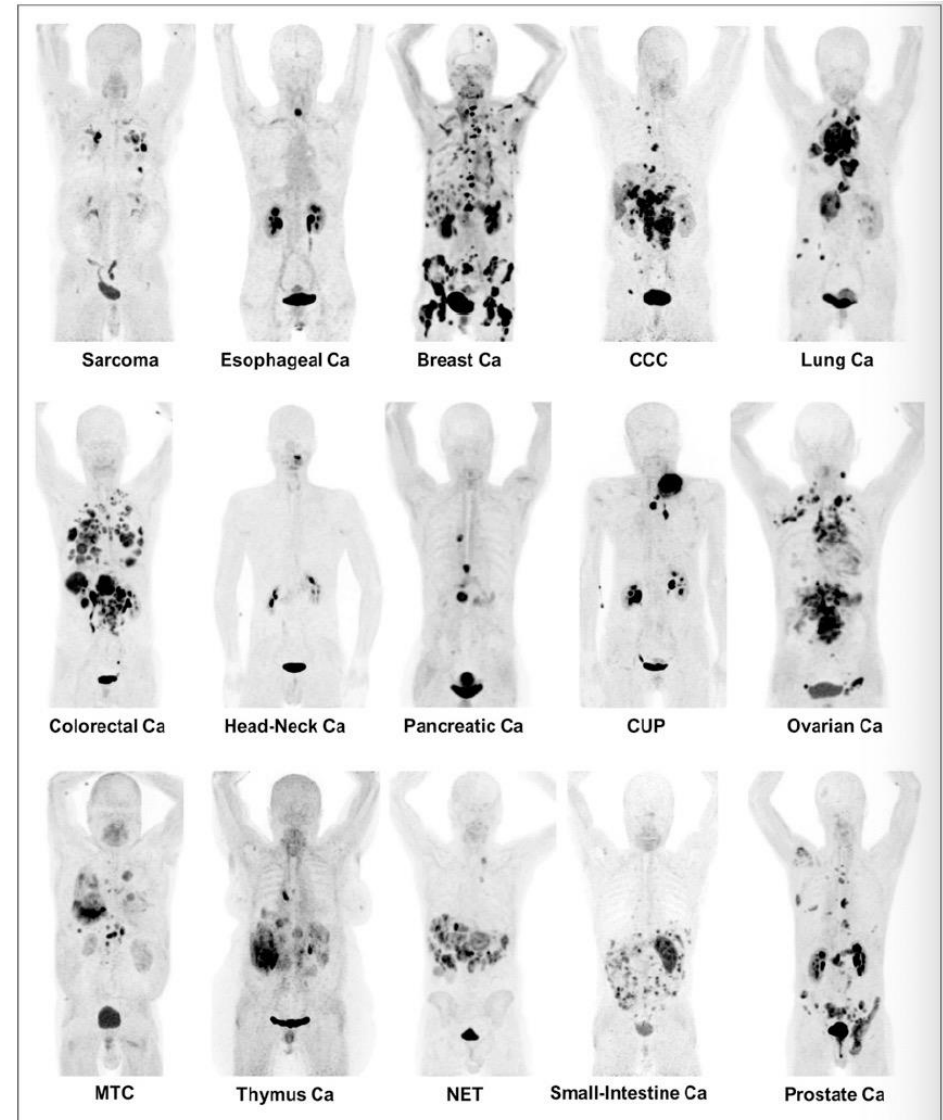 Sarcoma Esophageal Ca Breast Ca CCC Lung Ca
Colorectal Ca Head-Neck Ca Pancreatic Ca CUP Ovarian Ca
MTC Thymus Ca NET Small-Intestine Ca Prostate Ca